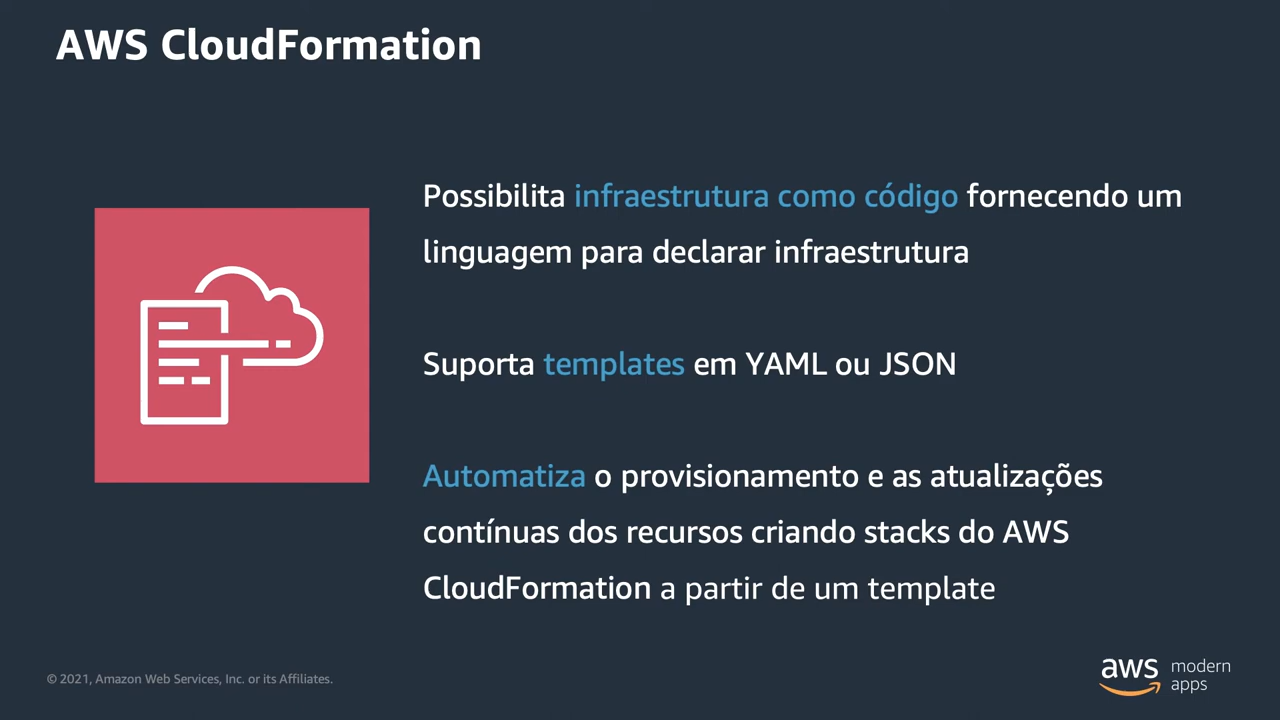 AWS CloudFormation
Possibilita infraestrutura como código fornecendo um
linguagem para declarar infraestrutura
Suporta templates em YAML ou JSON
Automatiza o provisionamento e as atualizações
contínuas dos recursos criando stacks do AWS
CloudFormation a partir de um template
© 2021, Amazon Web Services, Inc. or its Affiliates.
aws modern
apps